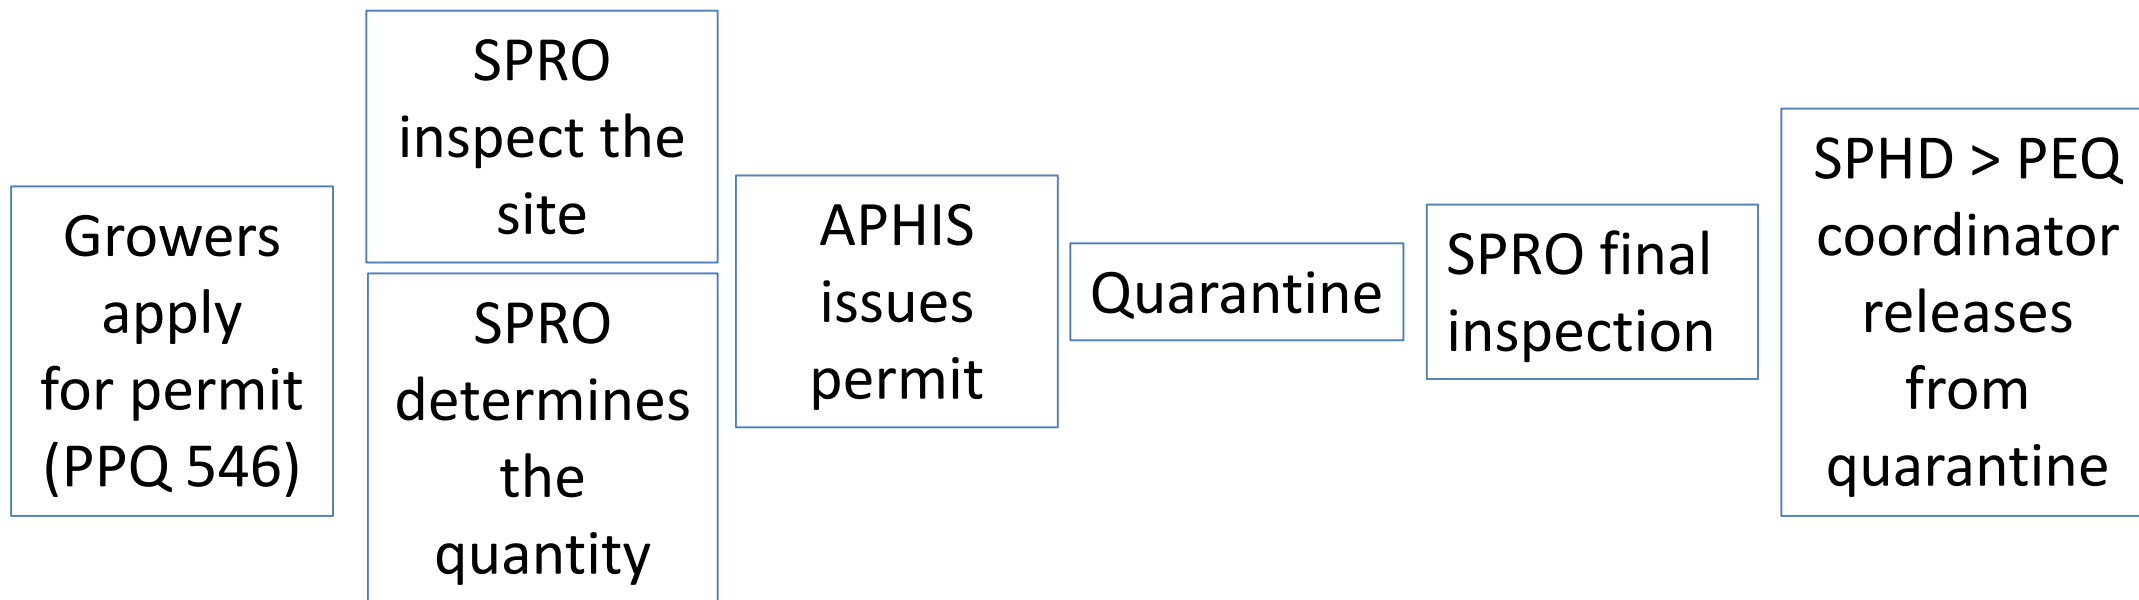 Growers
apply
for permit
(PPQ 546)
SPRO
inspect the
site
SPRO
determines
the
quantity
APHIS
issues
permit
Quarantine
SPRO final
inspection
SPHD > PEQ
coordinator
releases
from
quarantine